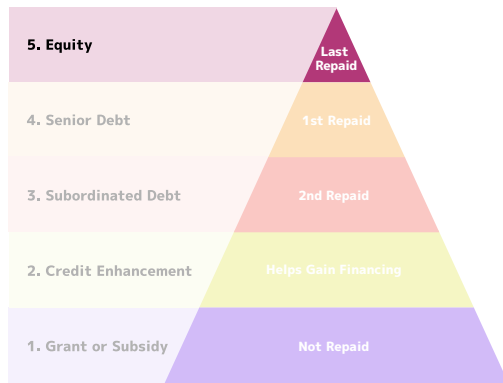 5. Equity
Last
Repaid
4. Senior Debt
1st Repaid
3. Subordinated Debt
2nd Repaid
2. Credit Enhancement
Helps Gain Financing
1. Grant or Subsidy
Not Repaid